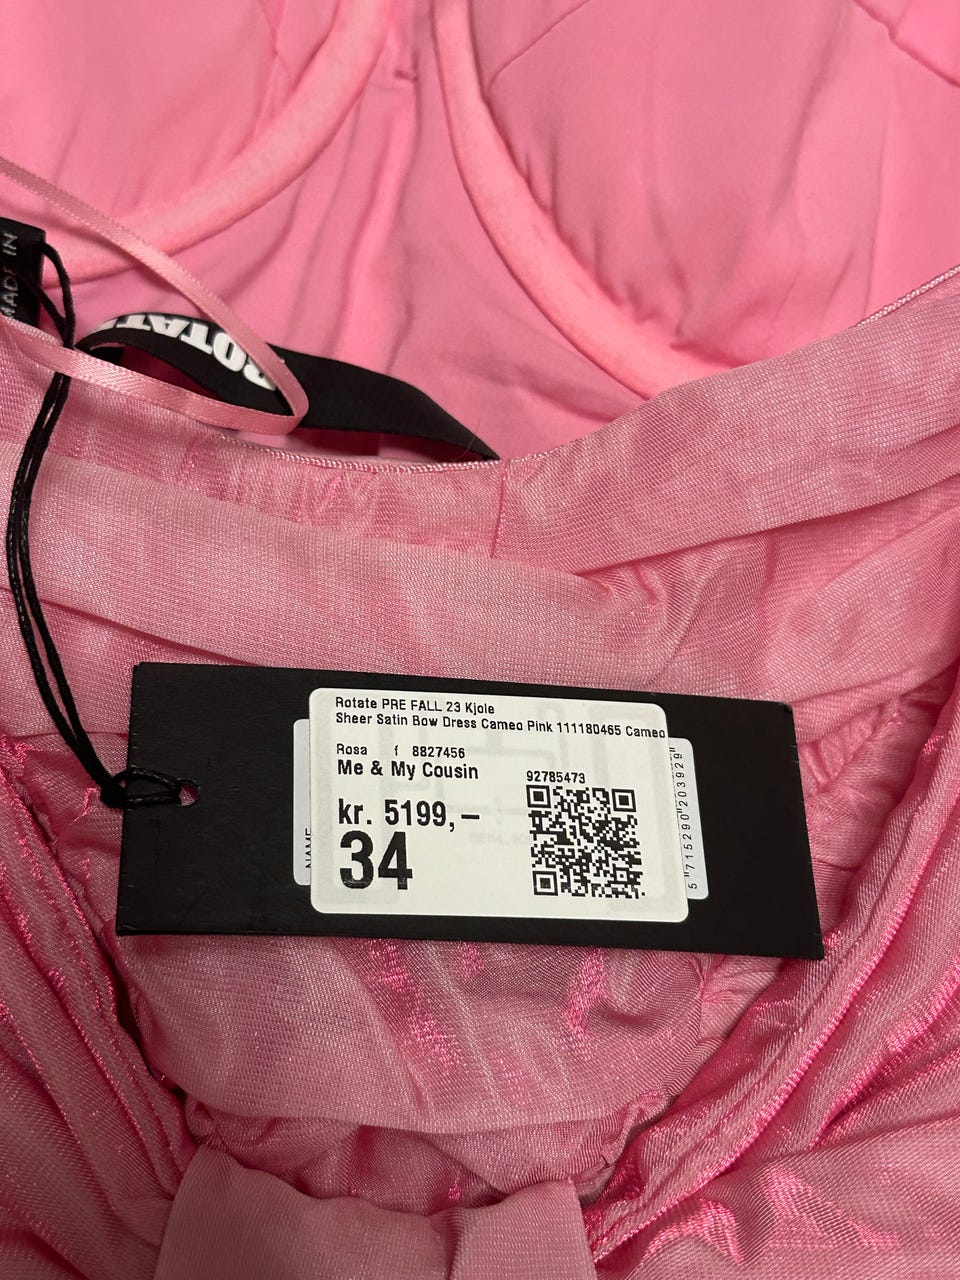 MADE IN
ROTATE
Rotate PRE FALL 23 Kjole
Sheer Satin Bow Dress Cameo Pink 111180465 Cameo
Rosa f 8827456
Me & My Cousin
92785473
kr. 5199,-
34
NAME
5 "715290"203929"